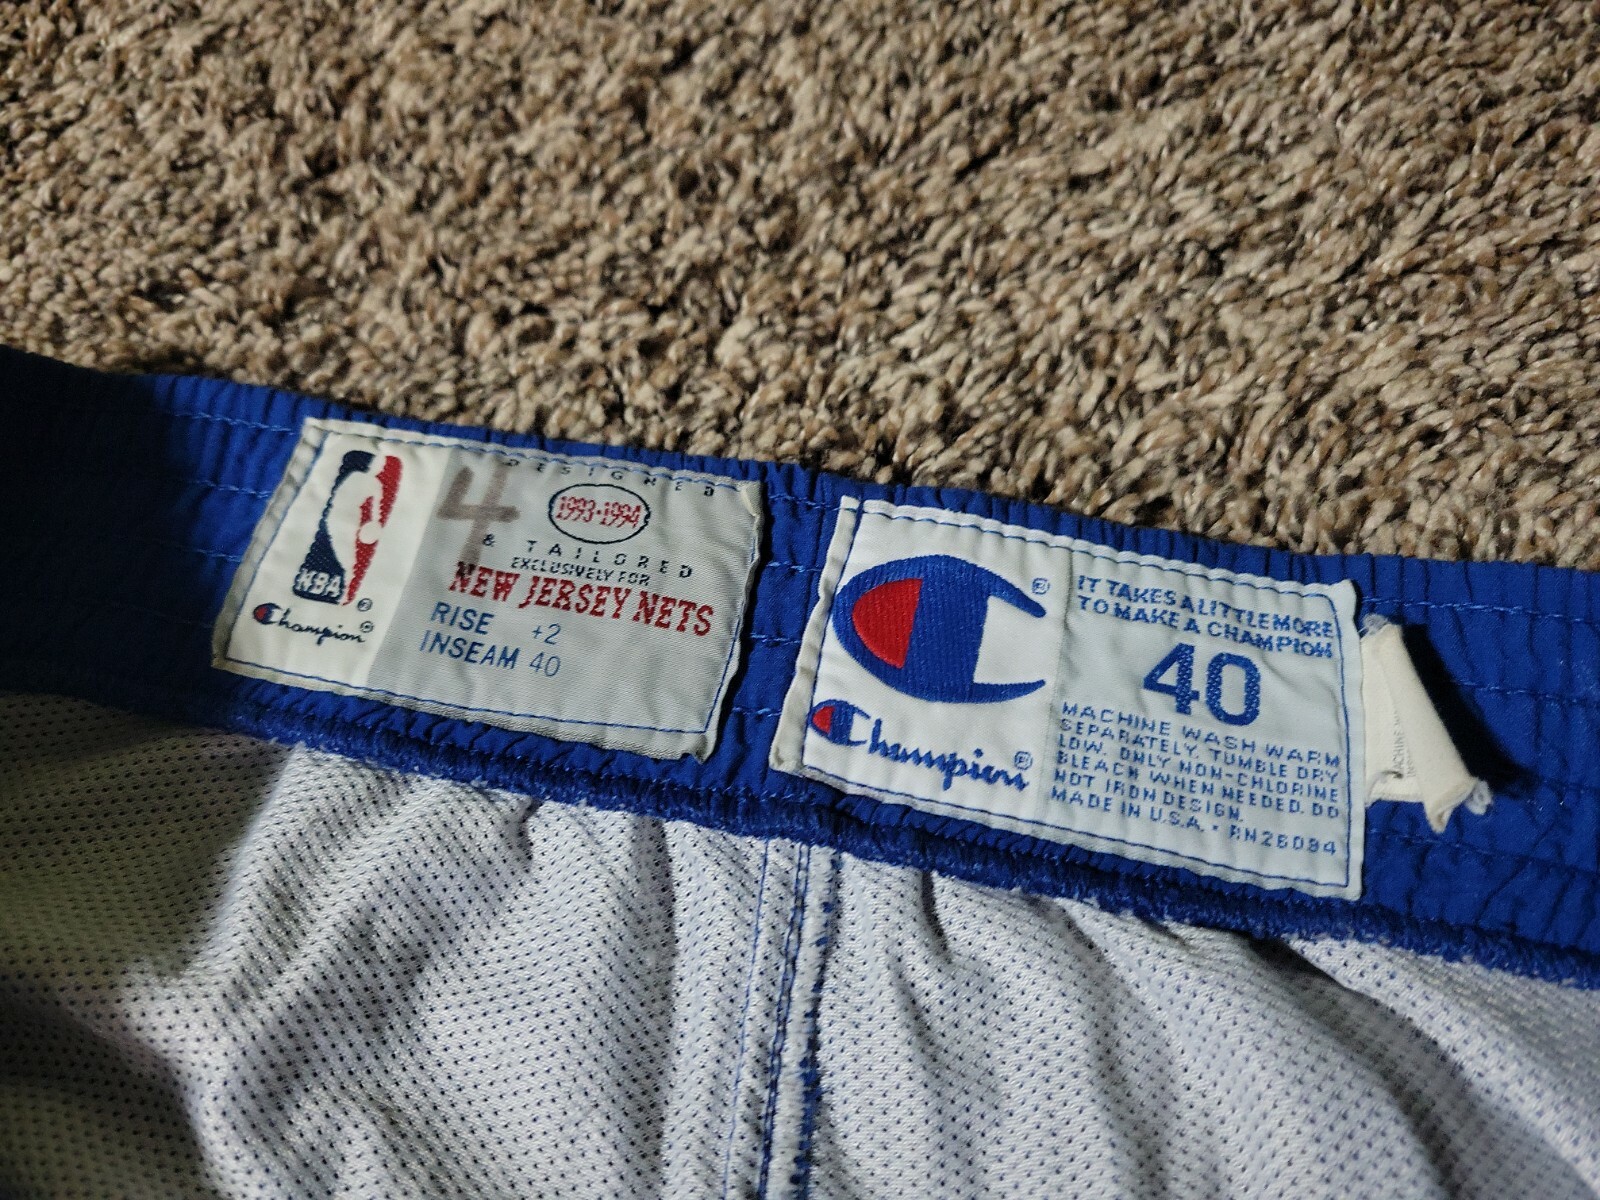 4
DESIGNED
1993-1994
& TAILORED
EXCLUSIVELY FOR
NEW JERSEY NETS
RISE +2
INSEAM 40
NBA
®
Champion®
®
Champion®
IT TAKES A LITTLE MORE
TO MAKE A CHAMPION
40
MACHINE WASH WARM
SEPARATELY. TUMBLE DRY
LOW. ONLY NON-CHLORINE
BLEACH WHEN NEEDED. DO
NOT IRON DESIGN.
MADE IN U.S.A. • RN26094